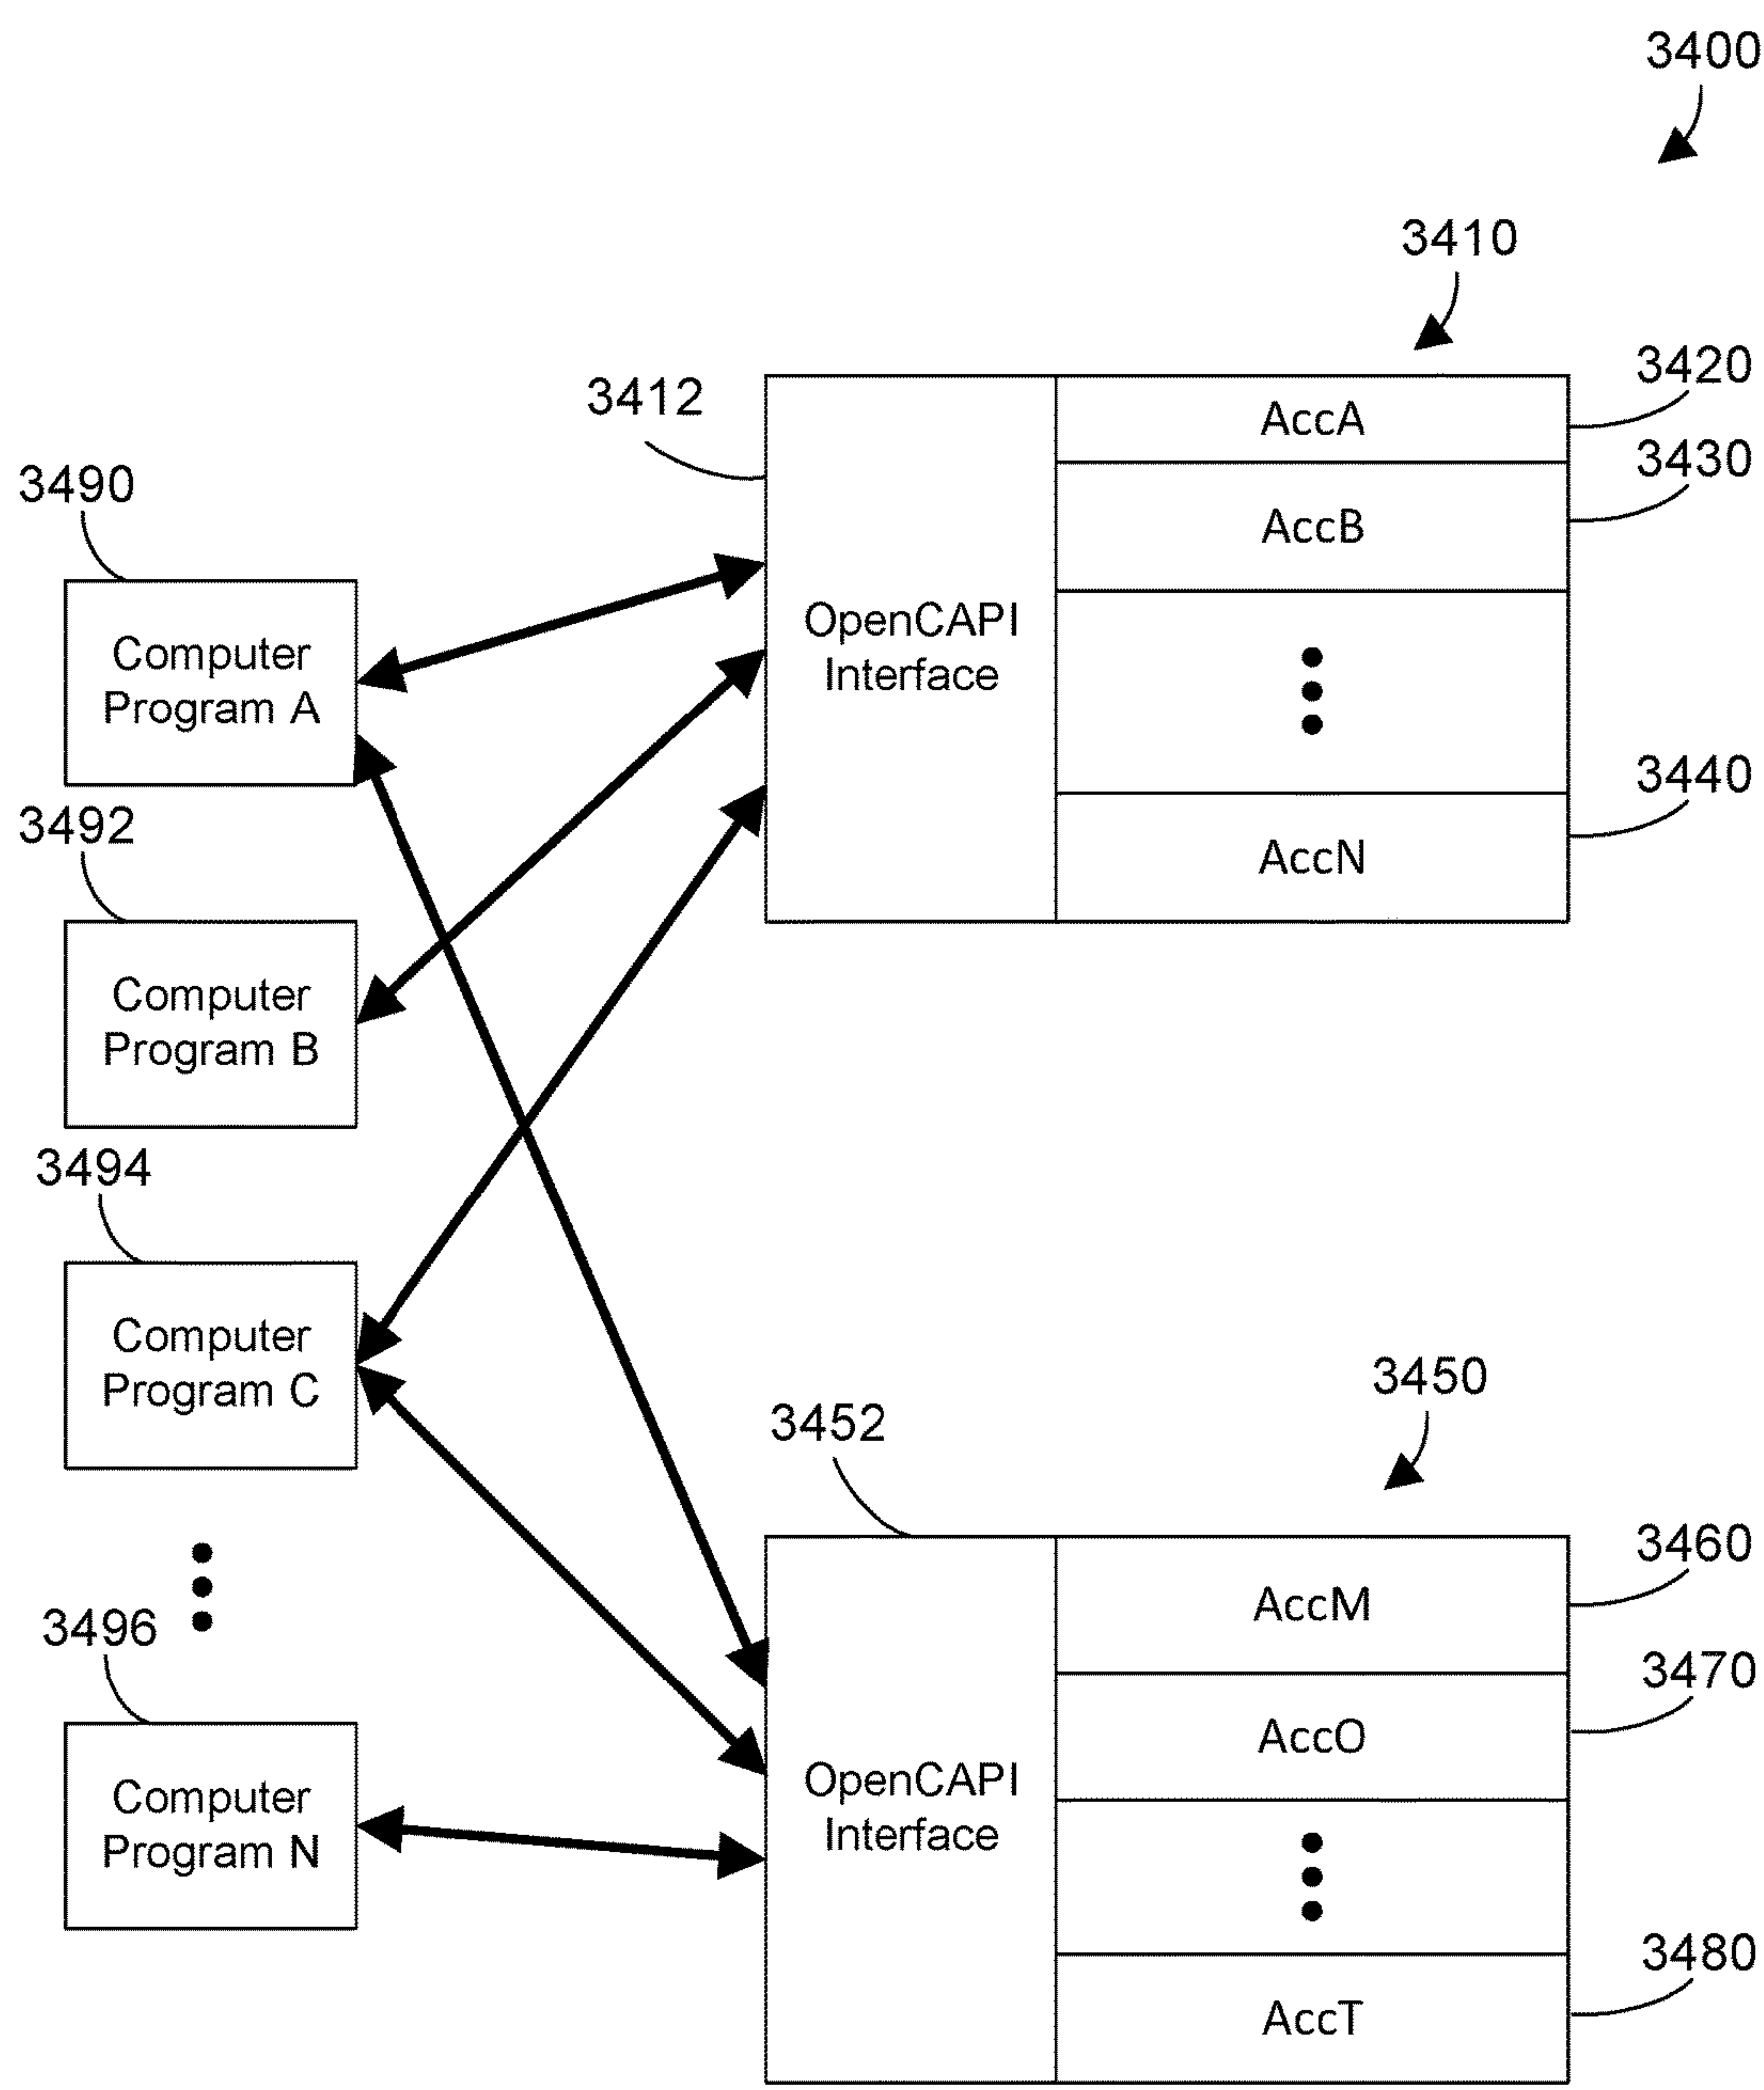 3400
3410
3412
3420
AccA
3430
AccB
3490
Computer
Program A
OpenCAPI
Interface
3440
AccN
3492
Computer
Program B
3494
Computer
Program C
3450
3452
3460
AccM
3496
3470
AccO
Computer
Program N
OpenCAPI
Interface
3480
AccT